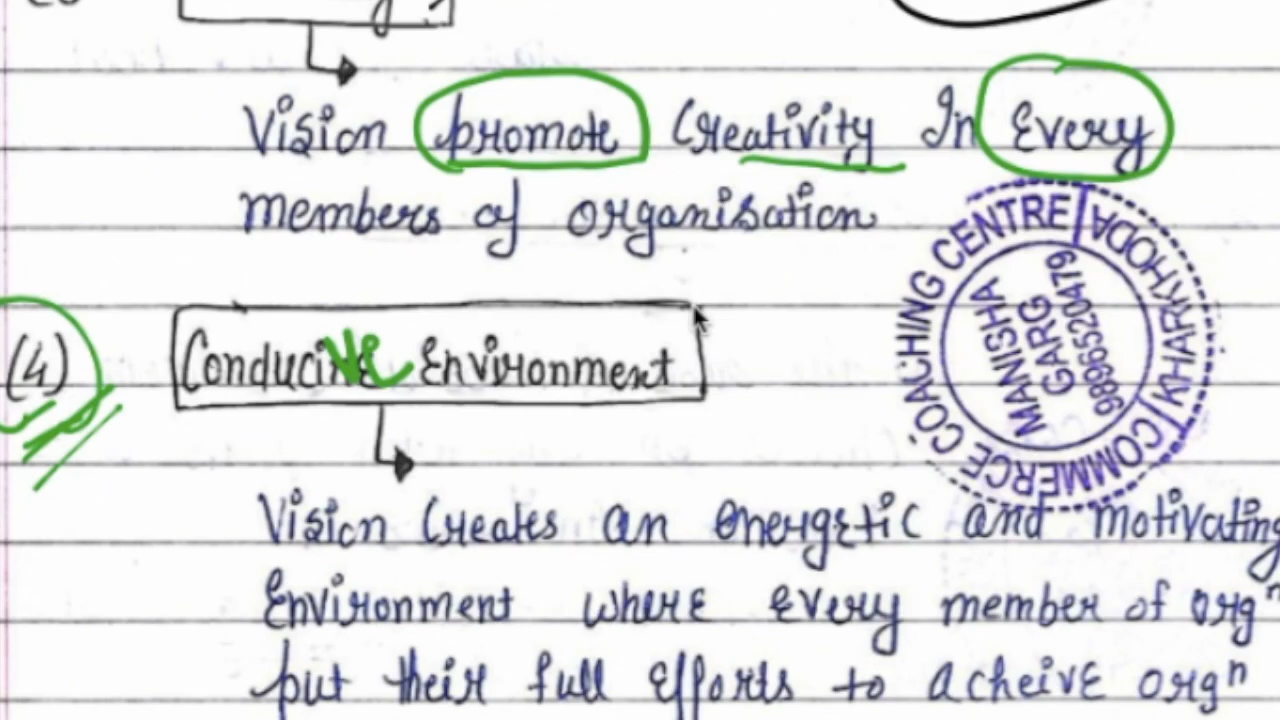 Vision promote Creativity In Every
members of organisation
COMMERCE COACHING CENTRE
MANISHA
GARG
9896520479
(4) Conducive Environment
Vision Creates an energetic and motivating
Environment where every member of orgn
put their full efforts to acheive orgn